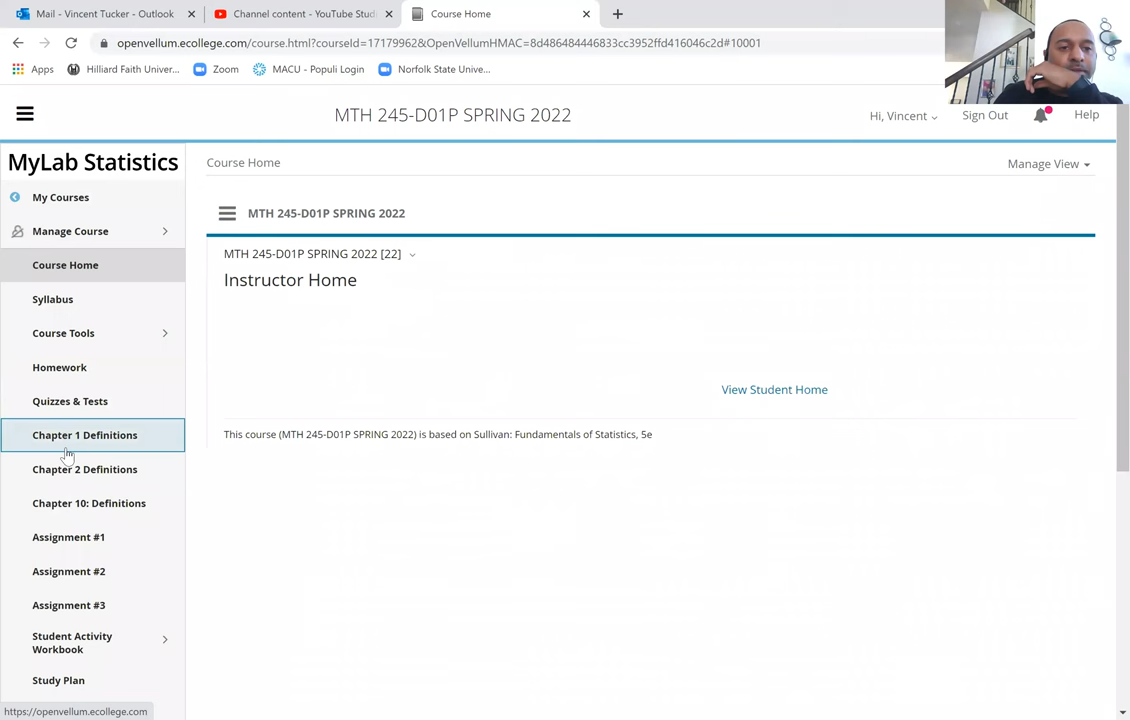 Mail - Vincent Tucker - Outlook
Channel content - YouTube Stud
Course Home
openvellum.ecollege.com/course.html?courseId=17179962&OpenVellumHMAC=8d486484446833cc3952ffd416046c2d#10001
Apps
Hilliard Faith Univer...
Zoom
MACU - Populi Login
Norfolk State Unive...
MTH 245-D01P SPRING 2022
Hi, Vincent
Sign Out
Help
MyLab Statistics
Course Home
Manage View
My Courses
Manage Course
Course Home
Syllabus
Course Tools
Homework
Quizzes & Tests
Chapter 1 Definitions
Chapter 2 Definitions
Chapter 10: Definitions
Assignment #1
Assignment #2
Assignment #3
Student Activity
Workbook
Study Plan
MTH 245-D01P SPRING 2022
MTH 245-D01P SPRING 2022 [22]
Instructor Home
View Student Home
This course (MTH 245-D01P SPRING 2022) is based on Sullivan: Fundamentals of Statistics, 5e
https://openvellum.ecollege.com